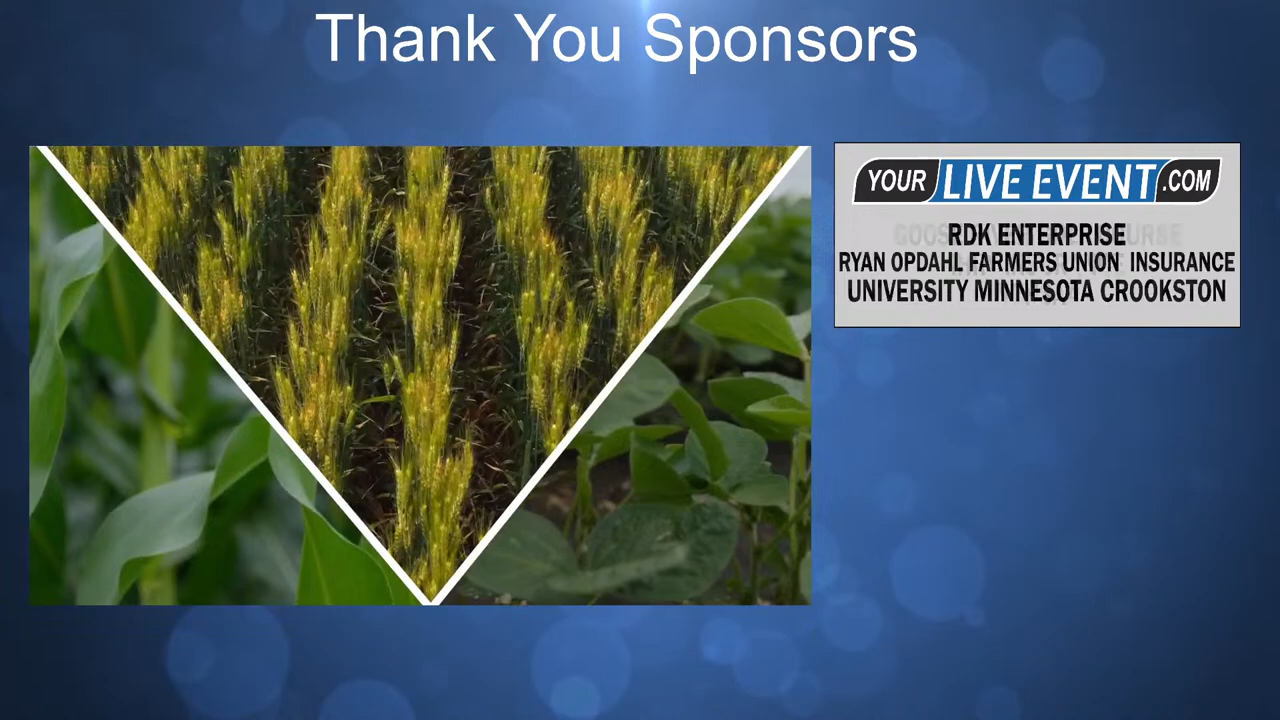 Thank You Sponsors
YOUR LIVE EVENT .COM
RDK ENTERPRISE
RYAN OPDAHL FARMERS UNION INSURANCE
UNIVERSITY MINNESOTA CROOKSTON